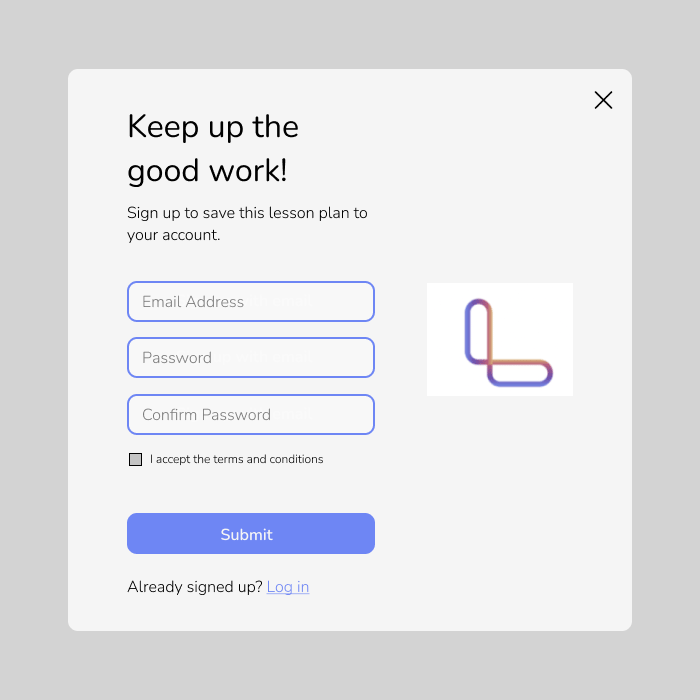 Keep up the
good work!
Sign up to save this lesson plan to
your account.
Email Address
Password
Confirm Password
I accept the terms and conditions
Submit
Already signed up? Log in